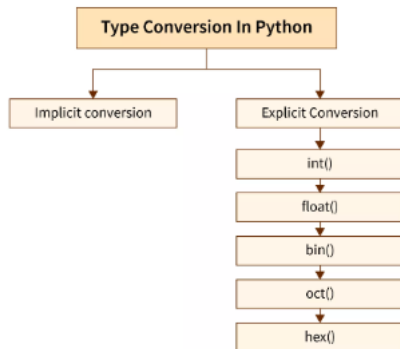 Type Conversion In Python
Implicit conversion
Explicit Conversion
int()
float()
bin()
oct()
hex()